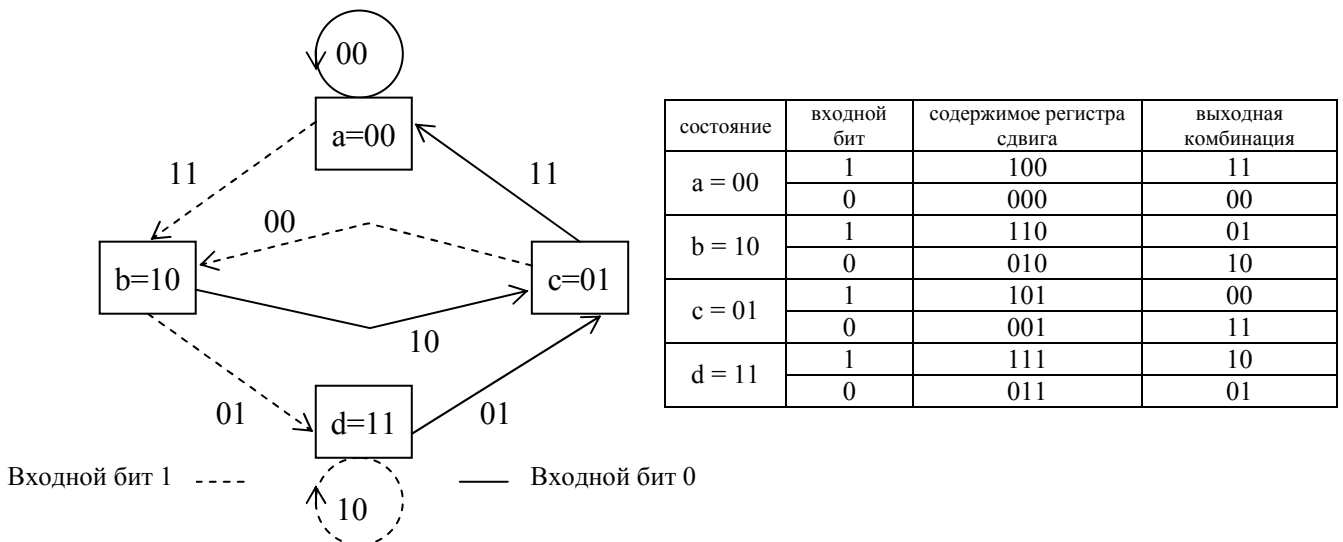 00
a=00
11
11
00
b=10
c=01
10
01
d=11
01
Входной бит 1
Входной бит 0
10
состояние входной бит содержимое регистра сдвига выходная комбинация
a = 00 1 100 11
0 000 00
b = 10 1 110 01
0 010 10
c = 01 1 101 00
0 001 11
d = 11 1 111 10
0 011 01